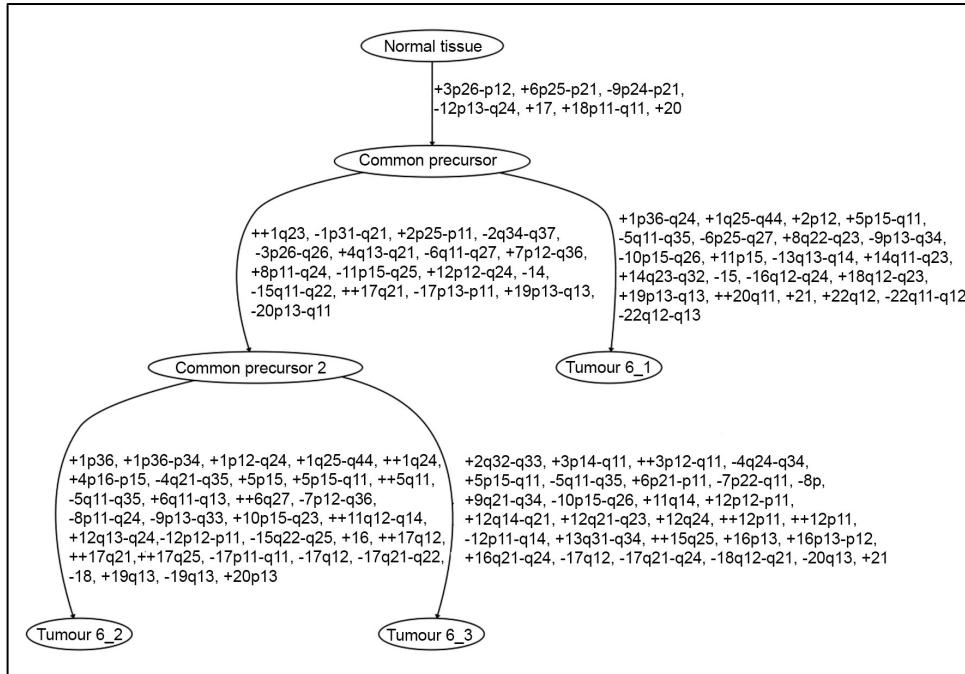 Normal tissue
+3p26-p12, +6p25-p21, -9p24-p21,
-12p13-q24, +17, +18p11-q11, +20
Common precursor
++1q23, -1p31-q21, +2p25-p11, -2q34-q37,
-3p26-q26, +4q13-q21, -6q11-q27, +7p12-q36,
+8p11-q24, -11p15-q25, +12p12-q24, -14,
-15q11-q22, ++17q21, -17p13-p11, +19p13-q13,
-20p13-q11
+1p36-q24, +1q25-q44, +2p12, +5p15-q11,
-5q11-q35, -6p25-q27, +8q22-q23, -9p13-q34,
-10p15-q26, +11p15, -13q13-q14, +14q11-q23,
+14q23-q32, -15, -16q12-q24, +18q12-q23,
+19p13-q13, ++20q11, +21, +22q12, -22q11-q12
-22q12-q13
Common precursor 2
Tumour 6_1
+1p36, +1p36-p34, +1p12-q24, +1q25-q44, ++1q24,
+4p16-p15, -4q21-q35, +5p15, +5p15-q11, ++5q11,
-5q11-q35, +6q11-q13, ++6q27, -7p12-q36,
-8p11-q24, -9p13-q33, +10p15-q23, ++11q12-q14,
+12q13-q24,-12p12-p11, -15q22-q25, +16, ++17q12,
++17q21,++17q25, -17p11-q11, -17q12, -17q21-q22,
-18, +19q13, -19q13, +20p13
+2q32-q33, +3p14-q11, ++3p12-q11, -4q24-q34,
+5p15-q11, -5q11-q35, +6p21-p11, -7p22-q11, -8p,
+9q21-q34, -10p15-q26, +11q14, +12p12-p11,
+12q14-q21, +12q21-q23, +12q24, ++12p11, ++12p11,
-12p11-q14, +13q31-q34, ++15q25, +16p13, +16p13-p12,
+16q21-q24, -17q12, -17q21-q24, -18q12-q21, -20q13, +21
Tumour 6_2
Tumour 6_3